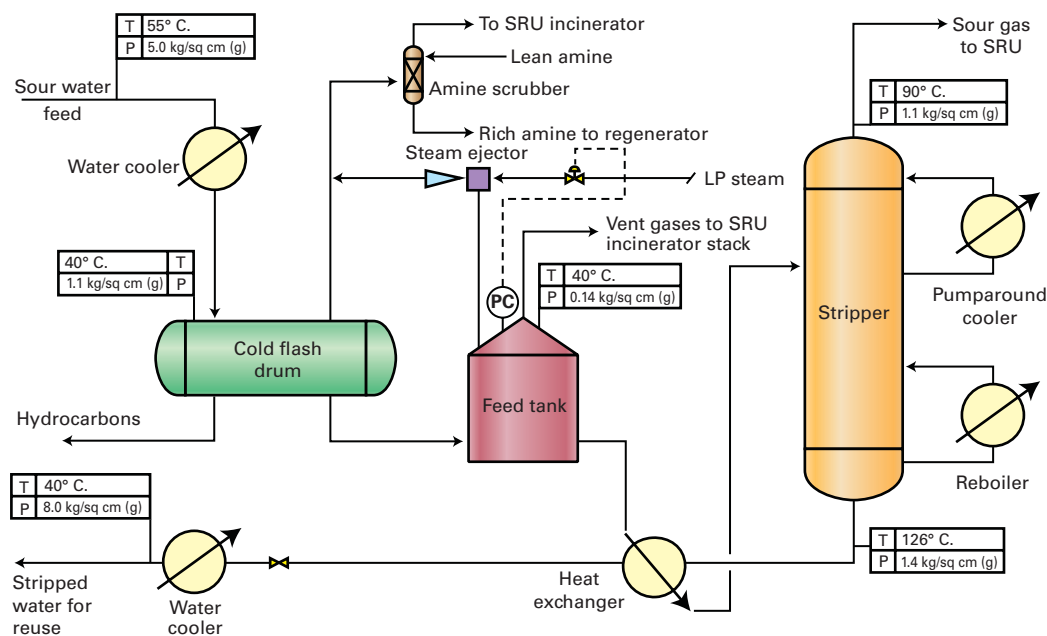 T 55° C.
P 5.0 kg/sq cm (g)
Sour water
feed
Water cooler
To SRU incinerator
Lean amine
Amine scrubber
Rich amine to regenerator
Steam ejector
LP steam
Vent gases to SRU
incinerator stack
Sour gas
to SRU
T 90° C.
P 1.1 kg/sq cm (g)
40° C. T
1.1 kg/sq cm (g) P
T 40° C.
P 0.14 kg/sq cm (g)
PC
Cold flash
drum
Feed tank
Stripper
Pumparound
cooler
Hydrocarbons
Reboiler
T 40° C.
P 8.0 kg/sq cm (g)
T 126° C.
P 1.4 kg/sq cm (g)
Stripped
water for
reuse
Water
cooler
Heat
exchanger